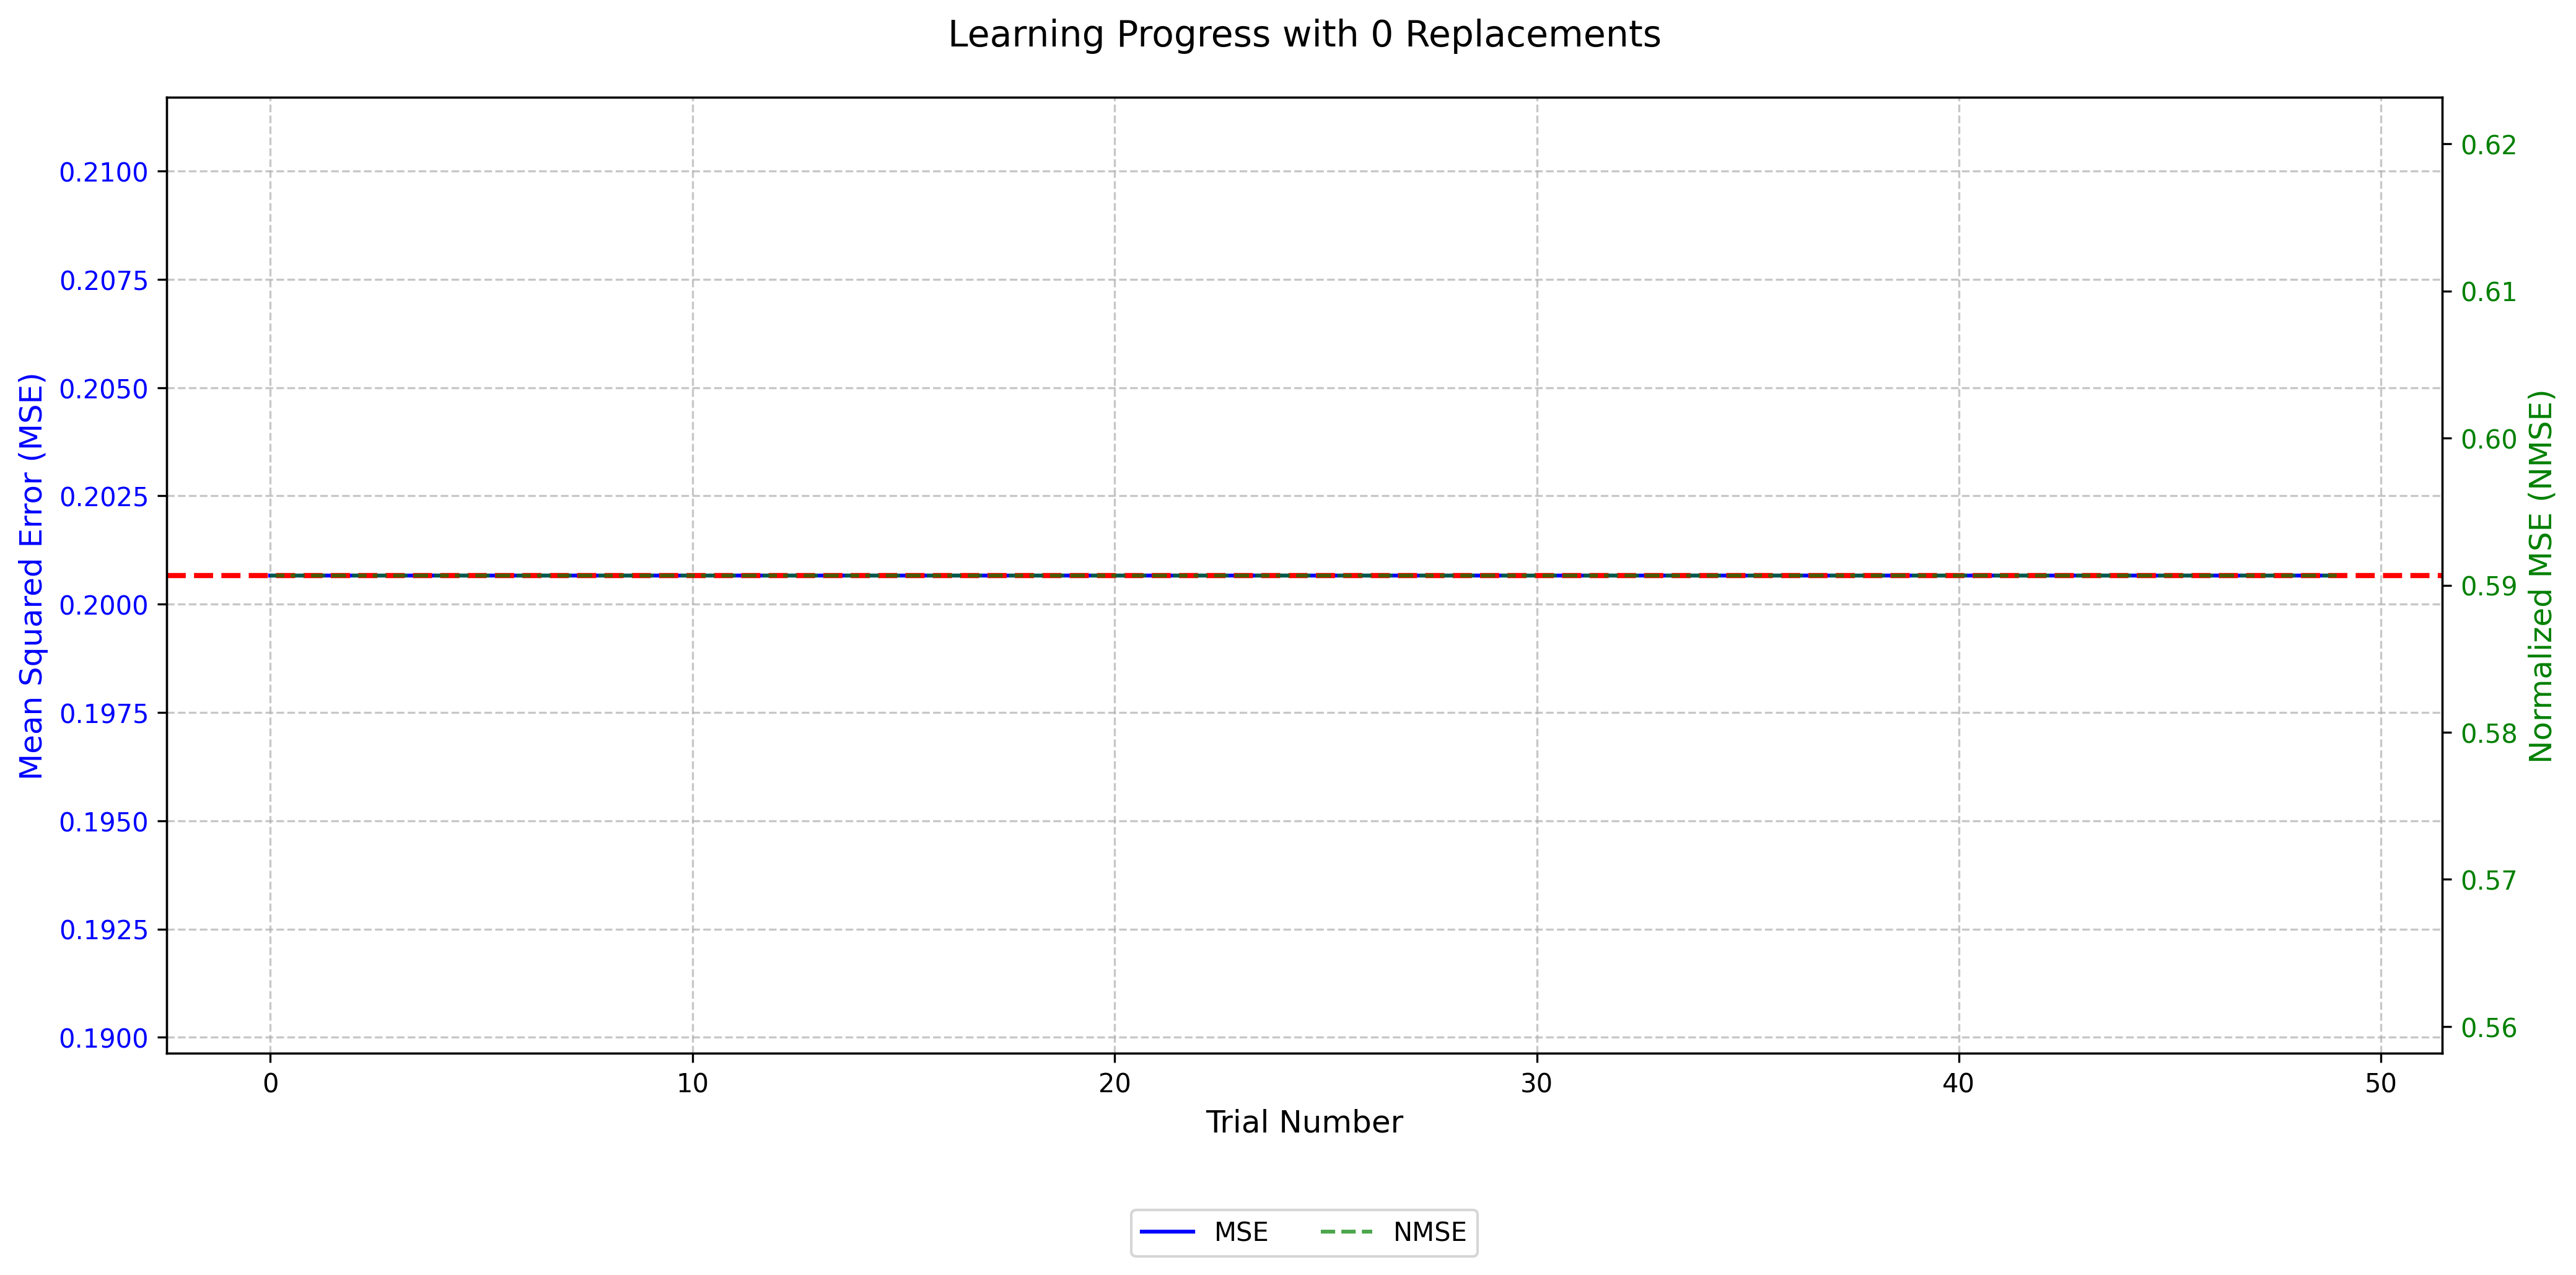 Learning Progress with 0 Replacements
Mean Squared Error (MSE)
0.2100
0.2075
0.2050
0.2025
0.2000
0.1975
0.1950
0.1925
0.1900
0.62
0.61
0.60
0.59
0.58
0.57
0.56
Normalized MSE (NMSE)
0 10 20 30 40 50
Trial Number
MSE NMSE